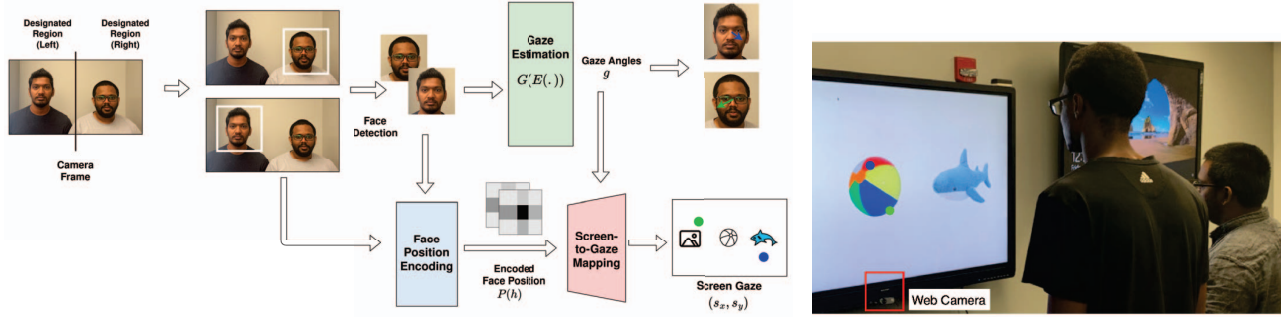 Designated
Region
(Left)
Designated
Region
(Right)
Camera
Frame
Face
Detection
Gaze
Estimation
G'(E(.))
Gaze Angles
g
Face
Position
Encoding
Encoded
Face Position
P(h)
Screen-
to-Gaze
Mapping
Screen Gaze
(sx, sy)
Web Camera